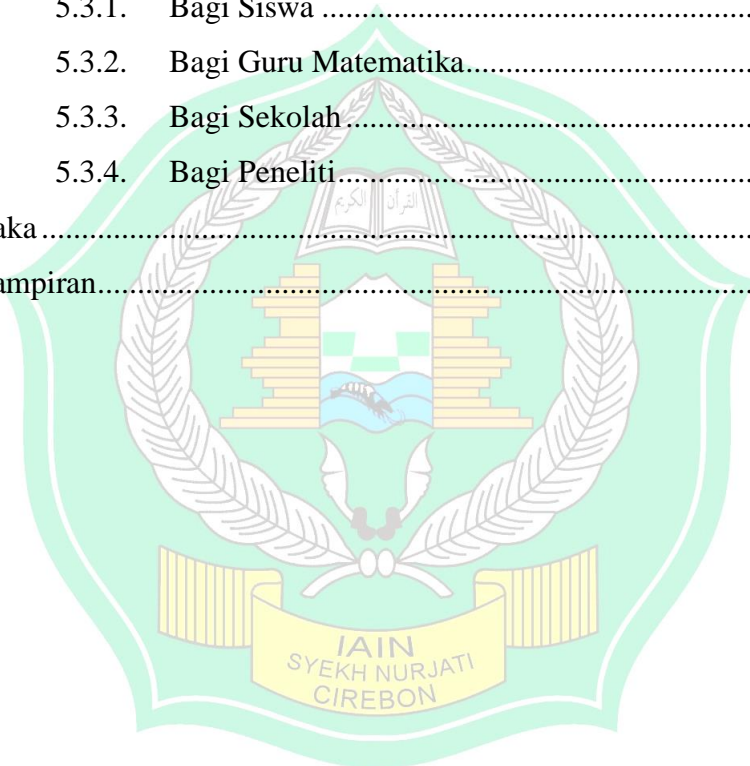 5.3.1. Bagi Siswa ....................................................
5.3.2. Bagi Guru Matematika....................................
5.3.3. Bagi Sekolah..................................................
5.3.4. Bagi Peneliti...................................................
aka.........................................................................................
ampiran..................................................................................
القرآن الكريم
IAIN
SYEKH NURJATI
CIREBON